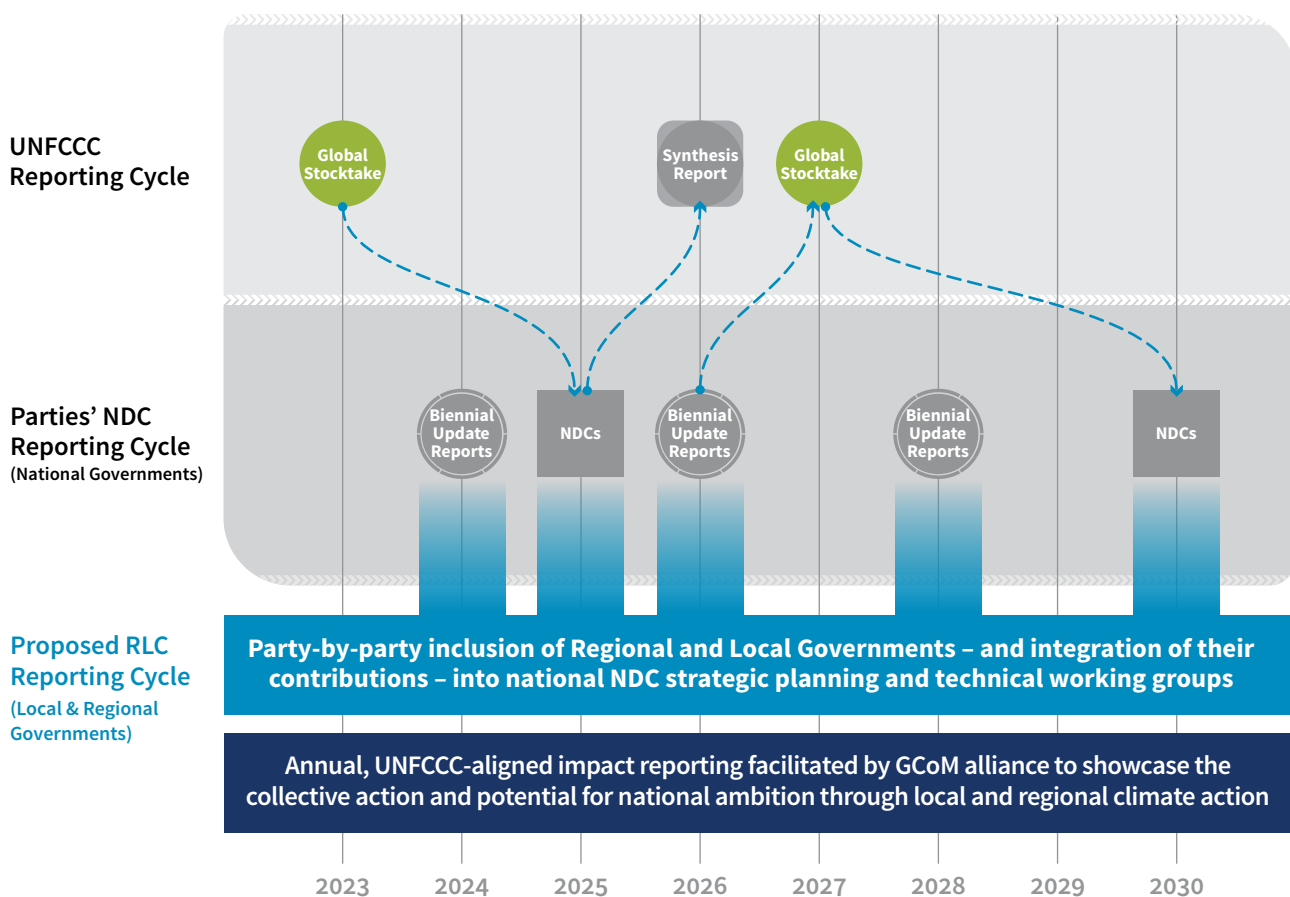 UNFCCC
Reporting Cycle
Global
Stocktake
Synthesis
Report
Global
Stocktake
Parties’ NDC
Reporting Cycle
(National Governments)
Biennial
Update
Reports
NDCs
Biennial
Update
Reports
Biennial
Update
Reports
NDCs
Proposed RLC
Reporting Cycle
(Local & Regional
Governments)
Party-by-party inclusion of Regional and Local Governments – and integration of their
contributions – into national NDC strategic planning and technical working groups
Annual, UNFCCC-aligned impact reporting facilitated by GCoM alliance to showcase the
collective action and potential for national ambition through local and regional climate action
2023 2024 2025 2026 2027 2028 2029 2030